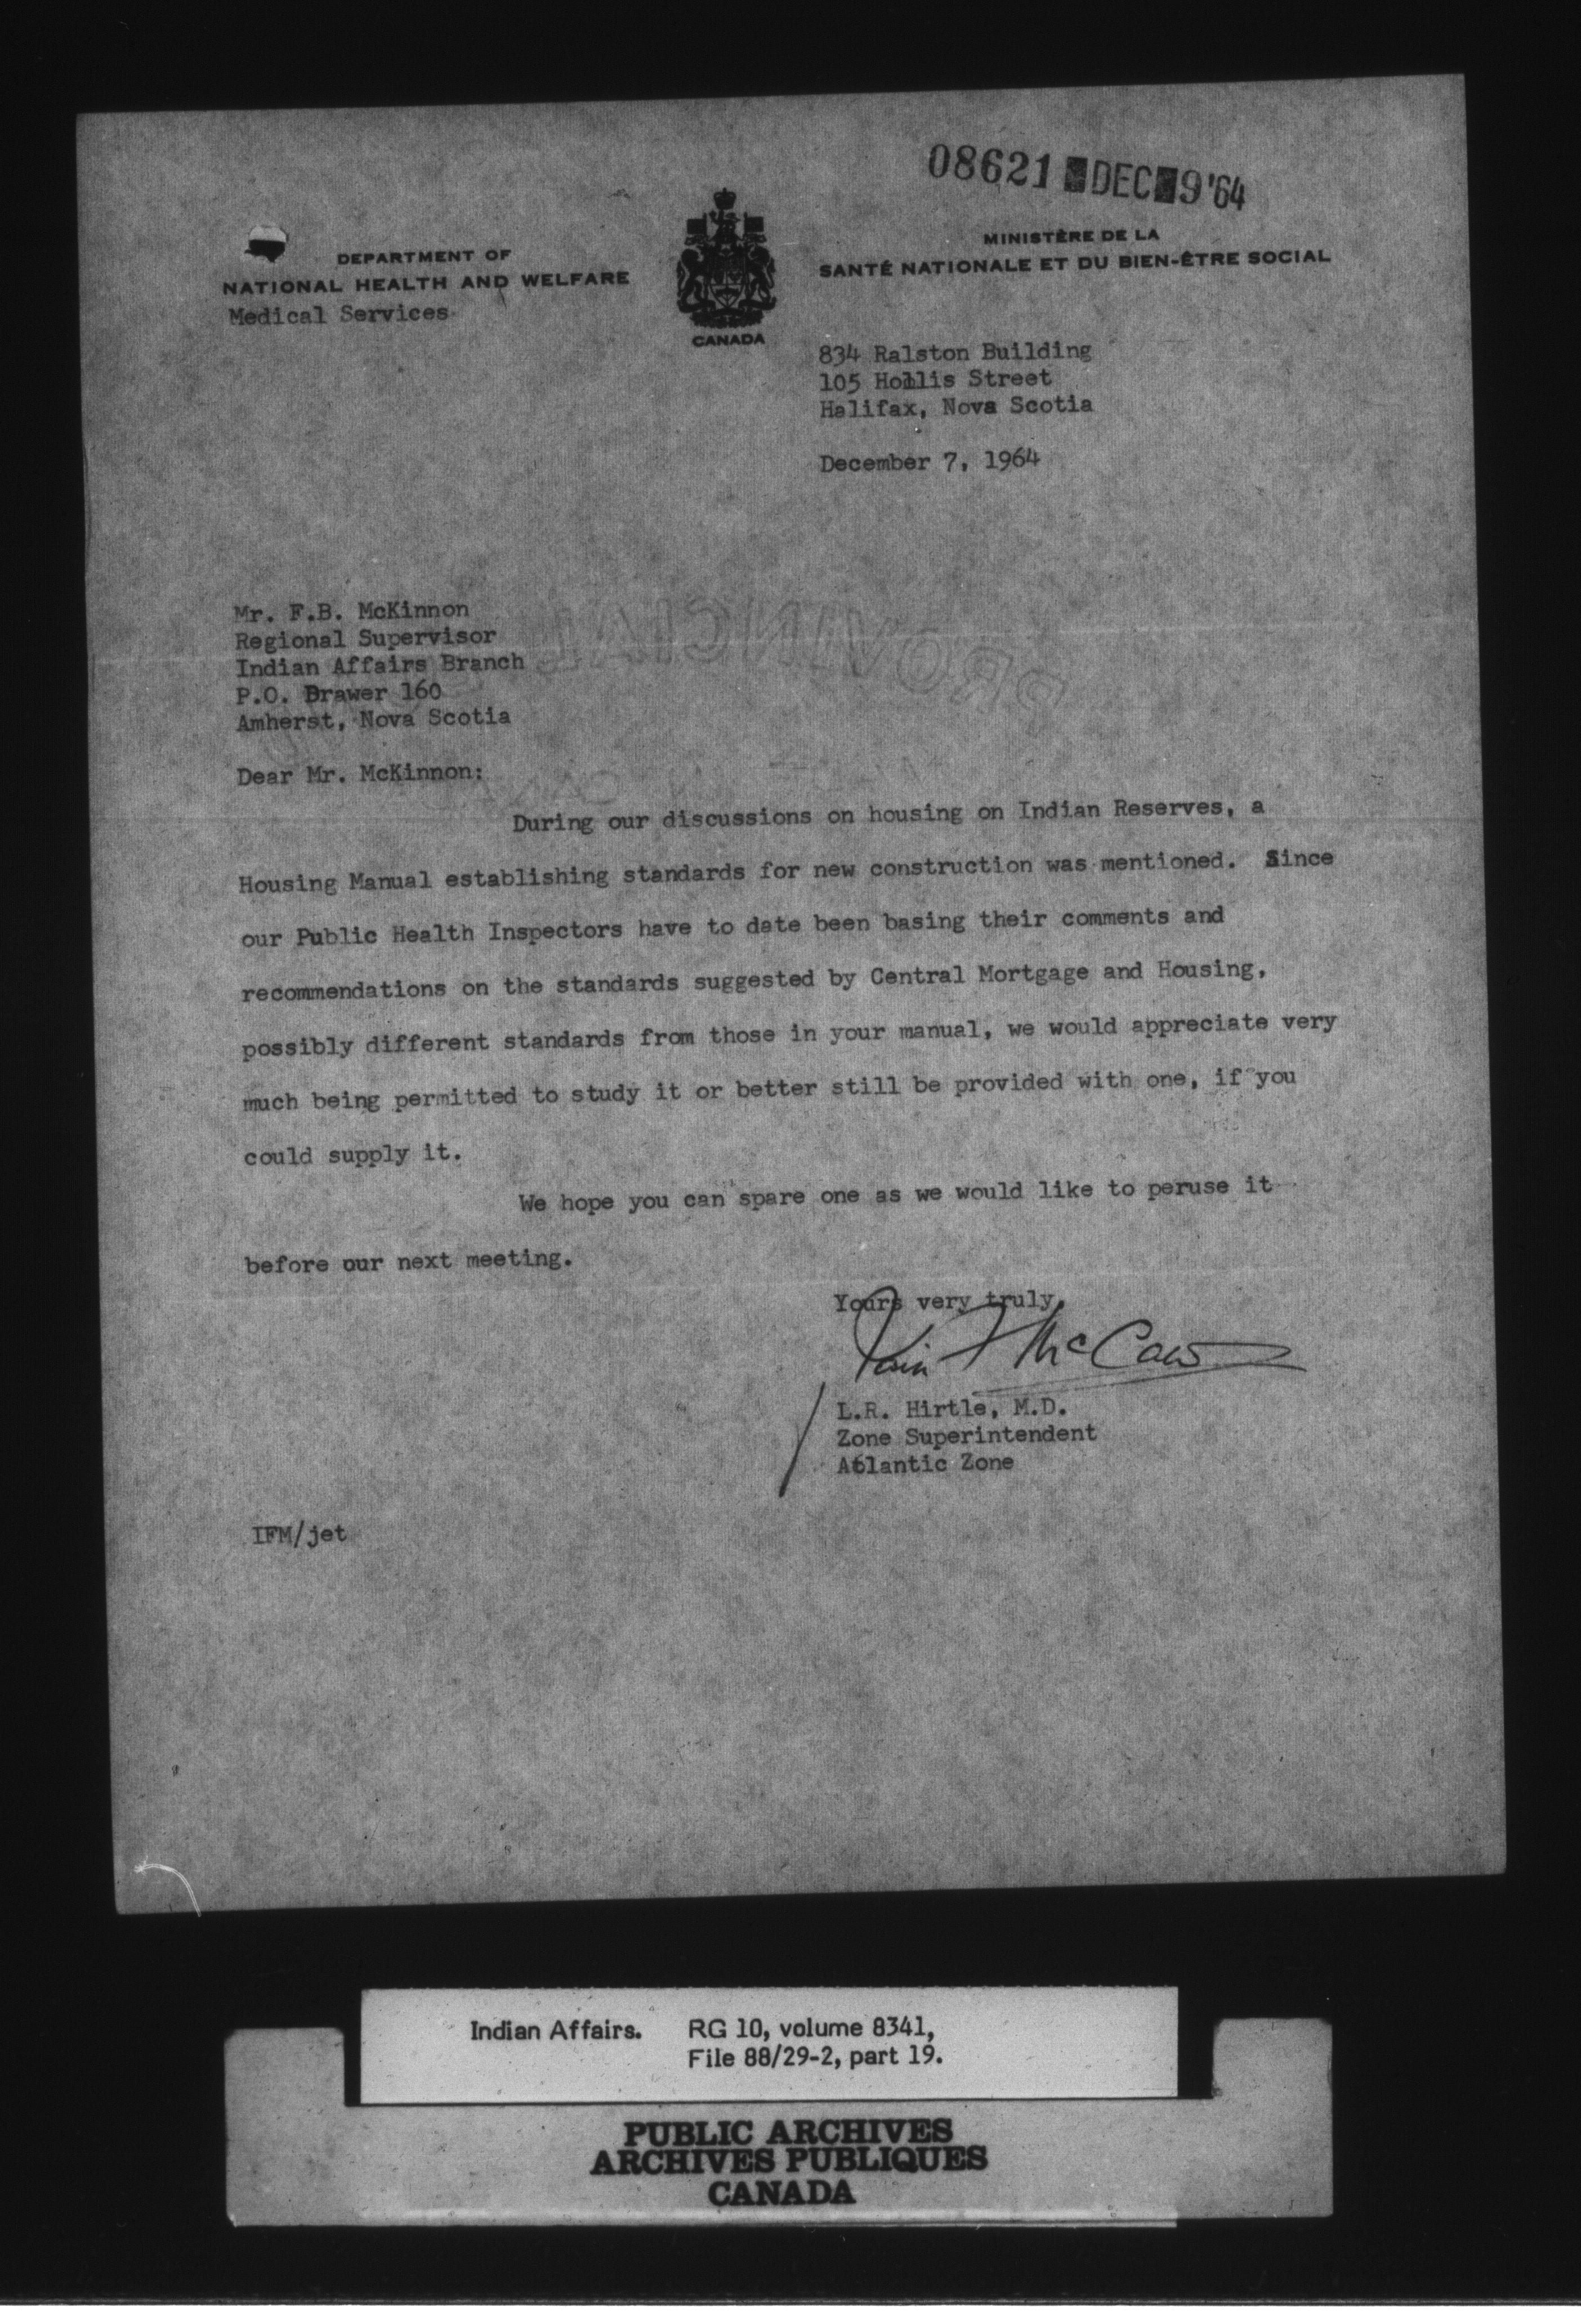 08621 DEC 9 '64
DEPARTMENT OF
NATIONAL HEALTH AND WELFARE
Medical Services
CANADA
MINISTÈRE DE LA
SANTÉ NATIONALE ET DU BIEN-ÊTRE SOCIAL
834 Ralston Building
105 Hollis Street
Halifax, Nova Scotia
December 7, 1964
Mr. F.B. McKinnon
Regional Supervisor
Indian Affairs Branch
P.O. Drawer 160
Amherst, Nova Scotia
PROVINCIAL
Dear Mr. McKinnon:
During our discussions on housing on Indian Reserves, a
Housing Manual establishing standards for new construction was mentioned. Since
our Public Health Inspectors have to date been basing their comments and
recommendations on the standards suggested by Central Mortgage and Housing,
possibly different standards from those in your manual, we would appreciate very
much being permitted to study it or better still be provided with one, if you
could supply it.
We hope you can spare one as we would like to peruse it
before our next meeting.
Yours very truly,
Iain F McCaw
L.R. Hirtle, M.D.
Zone Superintendent
Atlantic Zone
IFM/jet
Indian Affairs. RG 10, volume 8341,
File 88/29-2, part 19.
PUBLIC ARCHIVES
ARCHIVES PUBLIQUES
CANADA